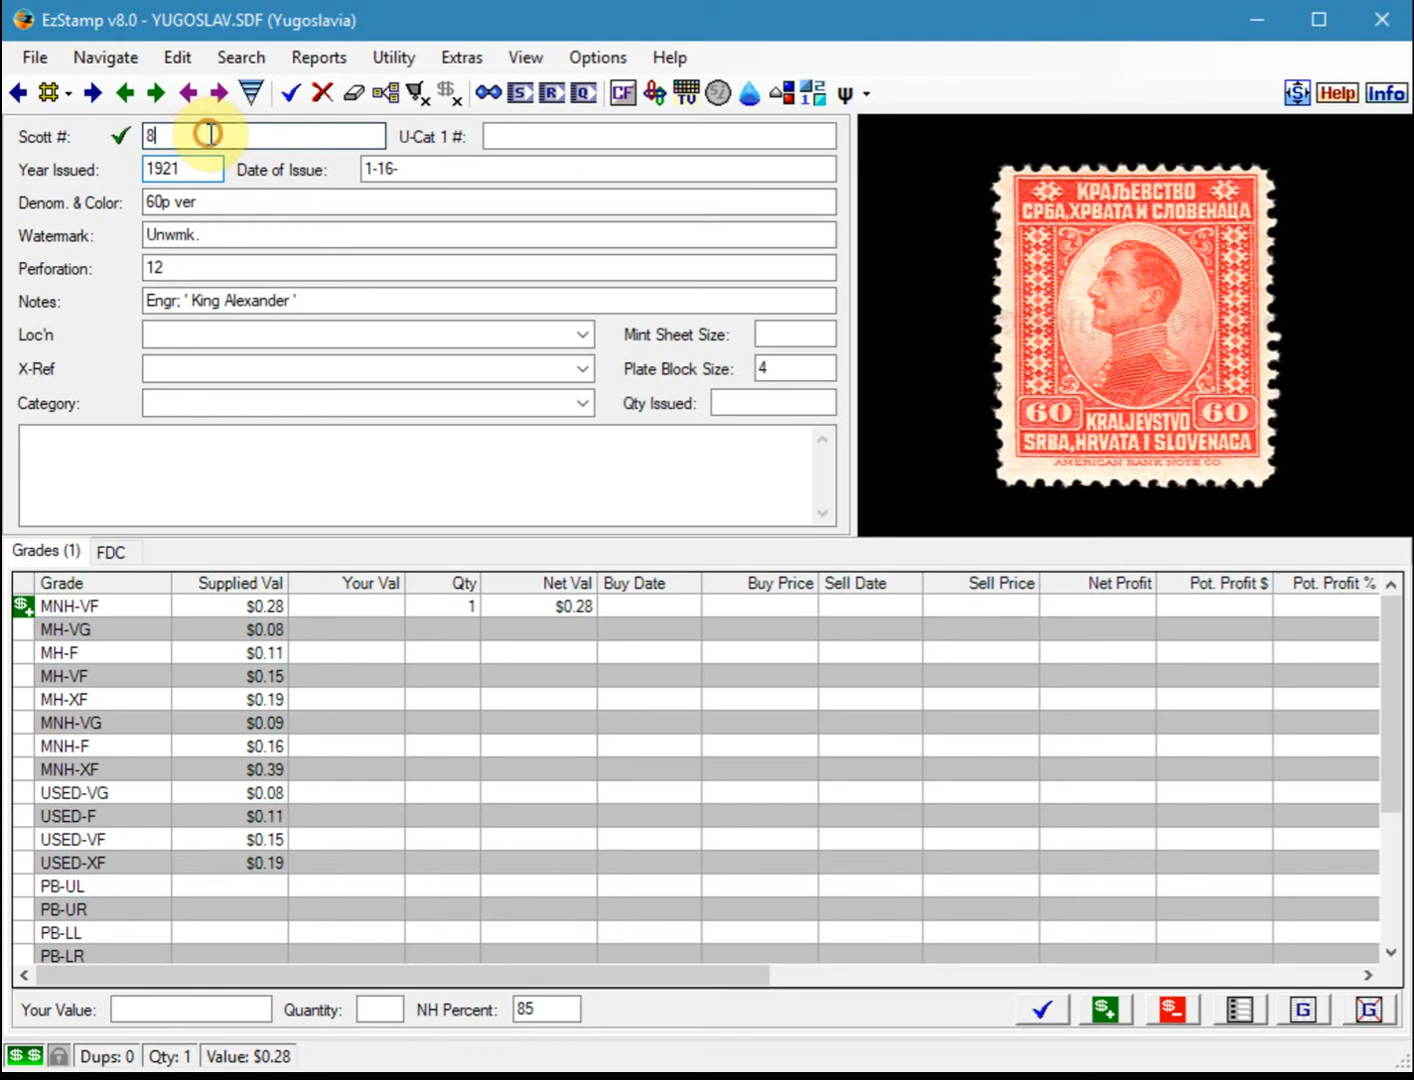 EzStamp v8.0 - YUGOSLAV.SDF (Yugoslavia)
File Navigate Edit Search Reports Utility Extras View Options Help
S R Q CF TV Help Info
Scott #: 8 U-Cat 1 #:
Year Issued: 1921 Date of Issue: 1-16-
Denom. & Color: 60p ver
Watermark: Unwmk.
Perforation: 12
Notes: Engr; ' King Alexander '
Loc'n Mint Sheet Size:
X-Ref Plate Block Size: 4
Category: Qty Issued:
КРАЉЕВСТВО
СРБА,ХРВАТА И СЛОВЕНАЦА
60 60
KRALJEVSTVO
SRBA,HRVATA I SLOVENACA
AMERICAN BANK NOTE CO.
Grades (1) FDC
Grade Supplied Val Your Val Qty Net Val Buy Date Buy Price Sell Date Sell Price Net Profit Pot. Profit $ Pot. Profit %
MNH-VF $0.28 1 $0.28
MH-VG $0.08
MH-F $0.11
MH-VF $0.15
MH-XF $0.19
MNH-VG $0.09
MNH-F $0.16
MNH-XF $0.39
USED-VG $0.08
USED-F $0.11
USED-VF $0.15
USED-XF $0.19
PB-UL
PB-UR
PB-LL
PB-LR
Your Value: Quantity: NH Percent: 85
Dups: 0 Qty: 1 Value: $0.28